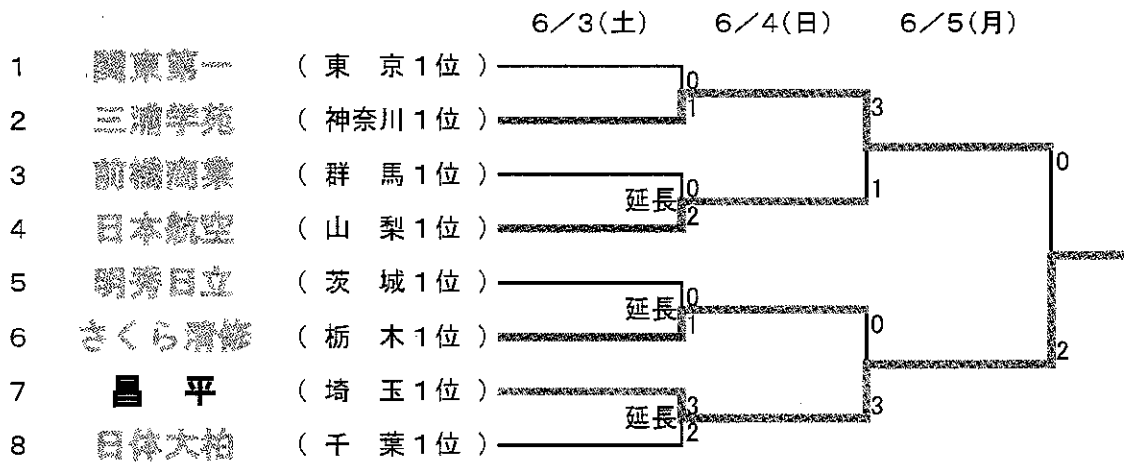 6／3(土) 6／4(日) 6／5(月)
1 関東第一 ( 東 京 1 位 )
2 三浦学苑 ( 神奈川 1 位 )
3 前橋商業 ( 群 馬 1 位 )
4 日本航空 ( 山 梨 1 位 )
5 明秀日立 ( 茨 城 1 位 )
6 さくら清修 ( 栃 木 1 位 )
7 昌 平 ( 埼 玉 1 位 )
8 日体大柏 ( 千 葉 1 位 )
0
1
延長 0
2
延長 0
1
延長 3
2
3
1
0
3
0
2